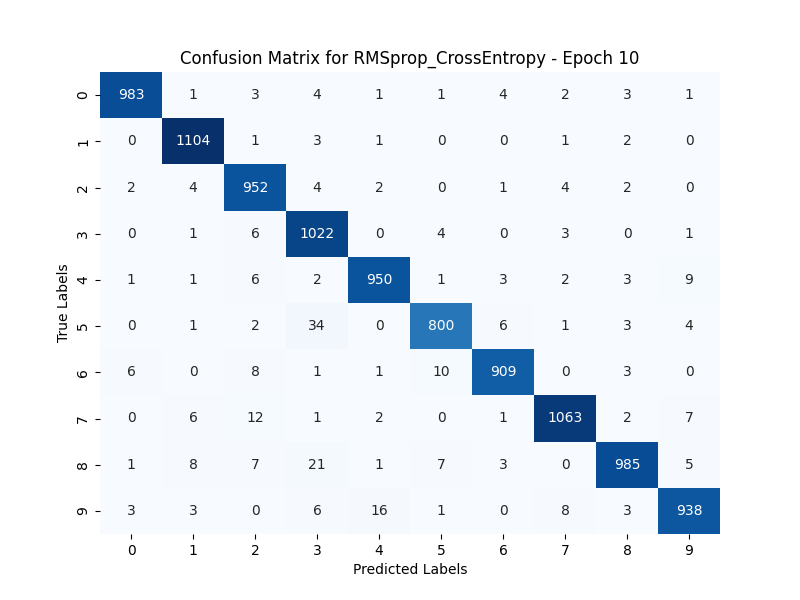 Confusion Matrix for RMSprop_CrossEntropy - Epoch 10
0 983 1 3 4 1 1 4 2 3 1
1 0 1104 1 3 1 0 0 1 2 0
2 2 4 952 4 2 0 1 4 2 0
3 0 1 6 1022 0 4 0 3 0 1
4 1 1 6 2 950 1 3 2 3 9
5 0 1 2 34 0 800 6 1 3 4
6 6 0 8 1 1 10 909 0 3 0
7 0 6 12 1 2 0 1 1063 2 7
8 1 8 7 21 1 7 3 0 985 5
9 3 3 0 6 16 1 0 8 3 938
0 1 2 3 4 5 6 7 8 9
Predicted Labels
True Labels